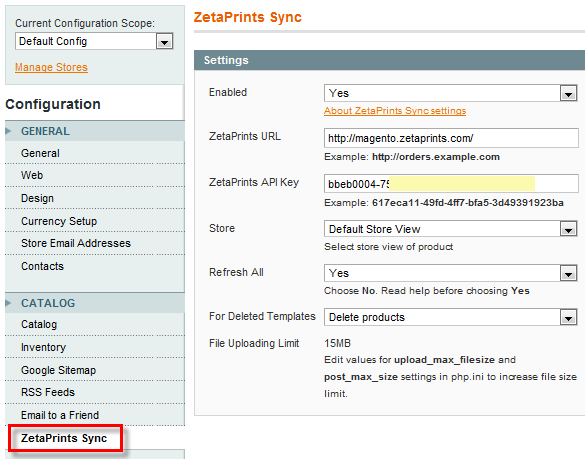 Current Configuration Scope:
Default Config
Manage Stores
Configuration
GENERAL
General
Web
Design
Currency Setup
Store Email Addresses
Contacts
CATALOG
Catalog
Inventory
Google Sitemap
RSS Feeds
Email to a Friend
ZetaPrints Sync
ZetaPrints Sync
Settings
Enabled
Yes
About ZetaPrints Sync settings
ZetaPrints URL
http://magento.zetaprints.com/
Example: http://orders.example.com
ZetaPrints API Key
bbeb0004-75
Example: 617eca11-49fd-4ff7-bfa5-3d49391923ba
Store
Default Store View
Select store view of product
Refresh All
Yes
Choose No. Read help before choosing Yes
For Deleted Templates
Delete products
File Uploading Limit
15MB
Edit values for upload_max_filesize and
post_max_size settings in php.ini to increase file size
limit.